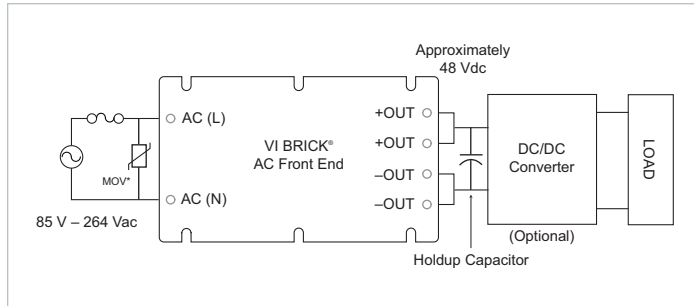 Approximately
48 Vdc
AC (L)
+OUT
VI BRICK®
AC Front End
+OUT
DC/DC
Converter
LOAD
MOV*
–OUT
AC (N)
–OUT
85 V – 264 Vac
(Optional)
Holdup Capacitor